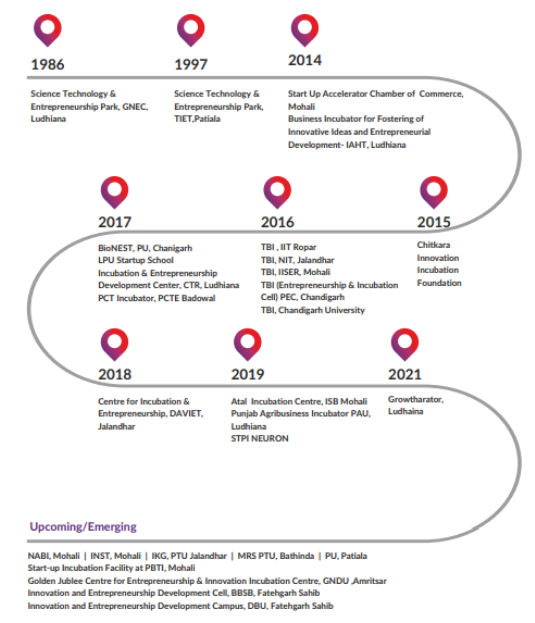 1986
Science Technology &
Entrepreneurship Park, GNEC,
Ludhiana
1997
Science Technology &
Entrepreneurship Park,
TIET,Patiala
2014
Start Up Accelerator Chamber of Commerce,
Mohali
Business Incubator for Fostering of
Innovative Ideas and Entrepreneurial
Development- IAHT, Ludhiana
2017
BioNEST, PU, Chanigarh
LPU Startup School
Incubation & Entrepreneurship
Development Center, CTR, Ludhiana
PCT Incubator, PCTE Badowal
2016
TBI , IIT Ropar
TBI, NIT, Jalandhar
TBI, IISER, Mohali
TBI (Entrepreneurship & Incubation
Cell) PEC, Chandigarh
TBI, Chandigarh University
2015
Chitkara
Innovation
Incubation
Foundation
2018
Centre for Incubation &
Entrepreneurship, DAVIET,
Jalandhar
2019
Atal Incubation Centre, ISB Mohali
Punjab Agribusiness Incubator PAU,
Ludhiana
STPI NEURON
2021
Growtharator,
Ludhaina
Upcoming/Emerging
NABI, Mohali | INST, Mohali | IKG, PTU Jalandhar | MRS PTU, Bathinda | PU, Patiala
Start-up Incubation Facility at PBTI, Mohali
Golden Jublee Centre for Entrepreneurship & Innovation Incubation Centre, GNDU ,Amritsar
Innovation and Entrepreneurship Development Cell, BBSB, Fatehgarh Sahib
Innovation and Entrepreneurship Development Campus, DBU, Fatehgarh Sahib